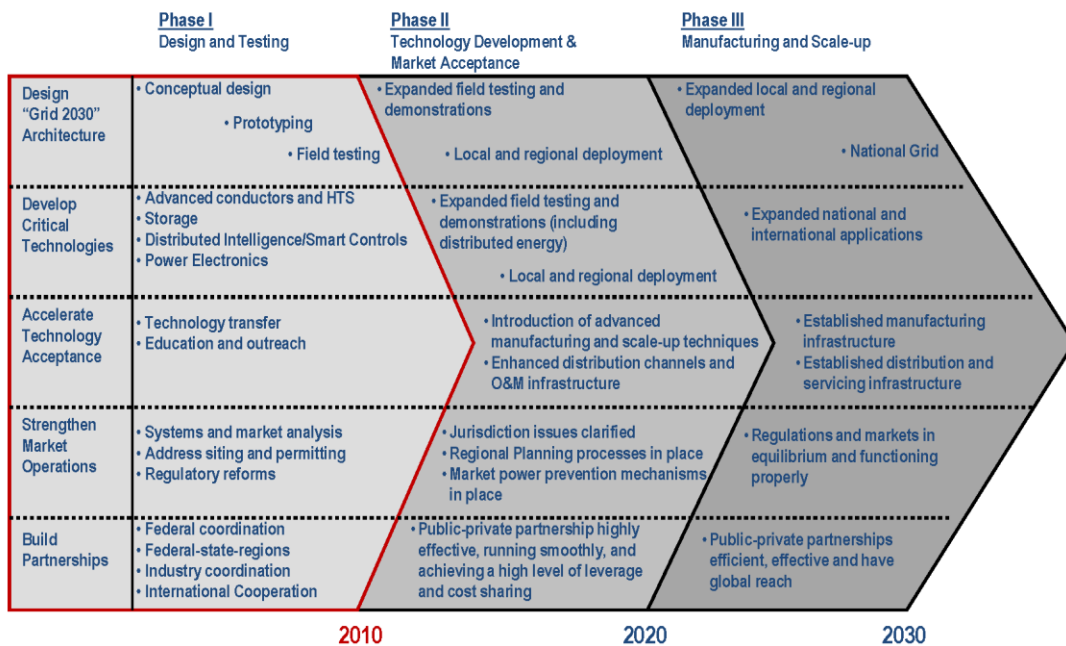 Phase I
Design and Testing
Phase II
Technology Development &
Market Acceptance
Phase III
Manufacturing and Scale-up
Design
“Grid 2030”
Architecture
• Conceptual design
• Prototyping
• Field testing
• Expanded field testing and
demonstrations
• Local and regional deployment
• Expanded local and regional
deployment
• National Grid
Develop
Critical
Technologies
• Advanced conductors and HTS
• Storage
• Distributed Intelligence/Smart Controls
• Power Electronics
• Expanded field testing and
demonstrations (including
distributed energy)
• Local and regional deployment
• Expanded national and
international applications
Accelerate
Technology
Acceptance
• Technology transfer
• Education and outreach
• Introduction of advanced
manufacturing and scale-up techniques
• Enhanced distribution channels and
O&M infrastructure
• Established manufacturing
infrastructure
• Established distribution and
servicing infrastructure
Strengthen
Market
Operations
• Systems and market analysis
• Address siting and permitting
• Regulatory reforms
• Jurisdiction issues clarified
• Regional Planning processes in place
• Market power prevention mechanisms
in place
• Regulations and markets in
equilibrium and functioning
properly
Build
Partnerships
• Federal coordination
• Federal-state-regions
• Industry coordination
• International Cooperation
• Public-private partnership highly
effective, running smoothly, and
achieving a high level of leverage
and cost sharing
• Public-private partnerships
efficient, effective and have
global reach
2010
2020
2030